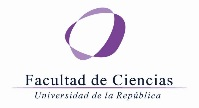 Facultad de Ciencias
Universidad de la República